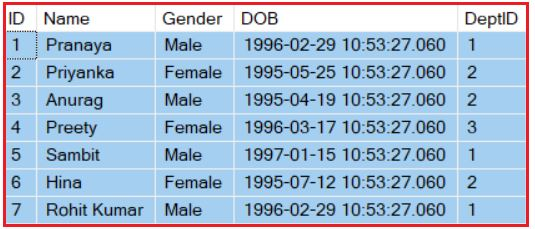 ID Name Gender DOB DeptID
1 Pranaya Male 1996-02-29 10:53:27.060 1
2 Priyanka Female 1995-05-25 10:53:27.060 2
3 Anurag Male 1995-04-19 10:53:27.060 2
4 Preety Female 1996-03-17 10:53:27.060 3
5 Sambit Male 1997-01-15 10:53:27.060 1
6 Hina Female 1995-07-12 10:53:27.060 2
7 Rohit Kumar Male 1996-02-29 10:53:27.060 1